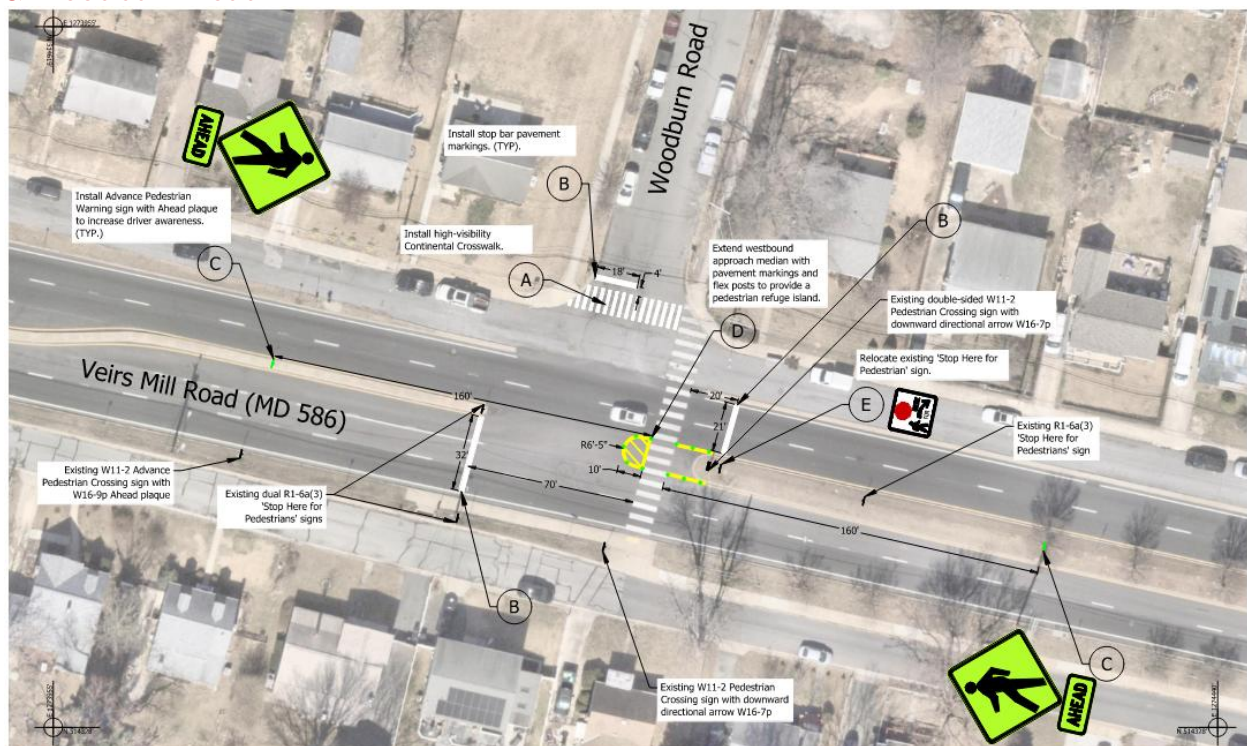 E 1273955'
Woodburn Road
AHEAD
Install stop bar pavement
markings. (TYP).
B
Install Advance Pedestrian
Warning sign with Ahead plaque
to increase driver awareness.
(TYP.)
Install high-visibility
Continental Crosswalk.
C
A
18'
4'
Extend westbound
approach median with
pavement markings and
flex posts to provide a
pedestrian refuge island.
B
Existing double-sided W11-2
Pedestrian Crossing sign with
downward directional arrow W16-7p
D
Relocate existing 'Stop Here for
Pedestrian' sign.
E
Veirs Mill Road (MD 586)
160'
20'
21'
R6'-5"
10'
32'
70'
160'
Existing R1-6a(3)
'Stop Here for
Pedestrians' sign
Existing W11-2 Advance
Pedestrian Crossing sign with
W16-9p Ahead plaque
Existing dual R1-6a(3)
'Stop Here for
Pedestrians' signs
B
Existing W11-2 Pedestrian
Crossing sign with downward
directional arrow W16-7p
C
AHEAD